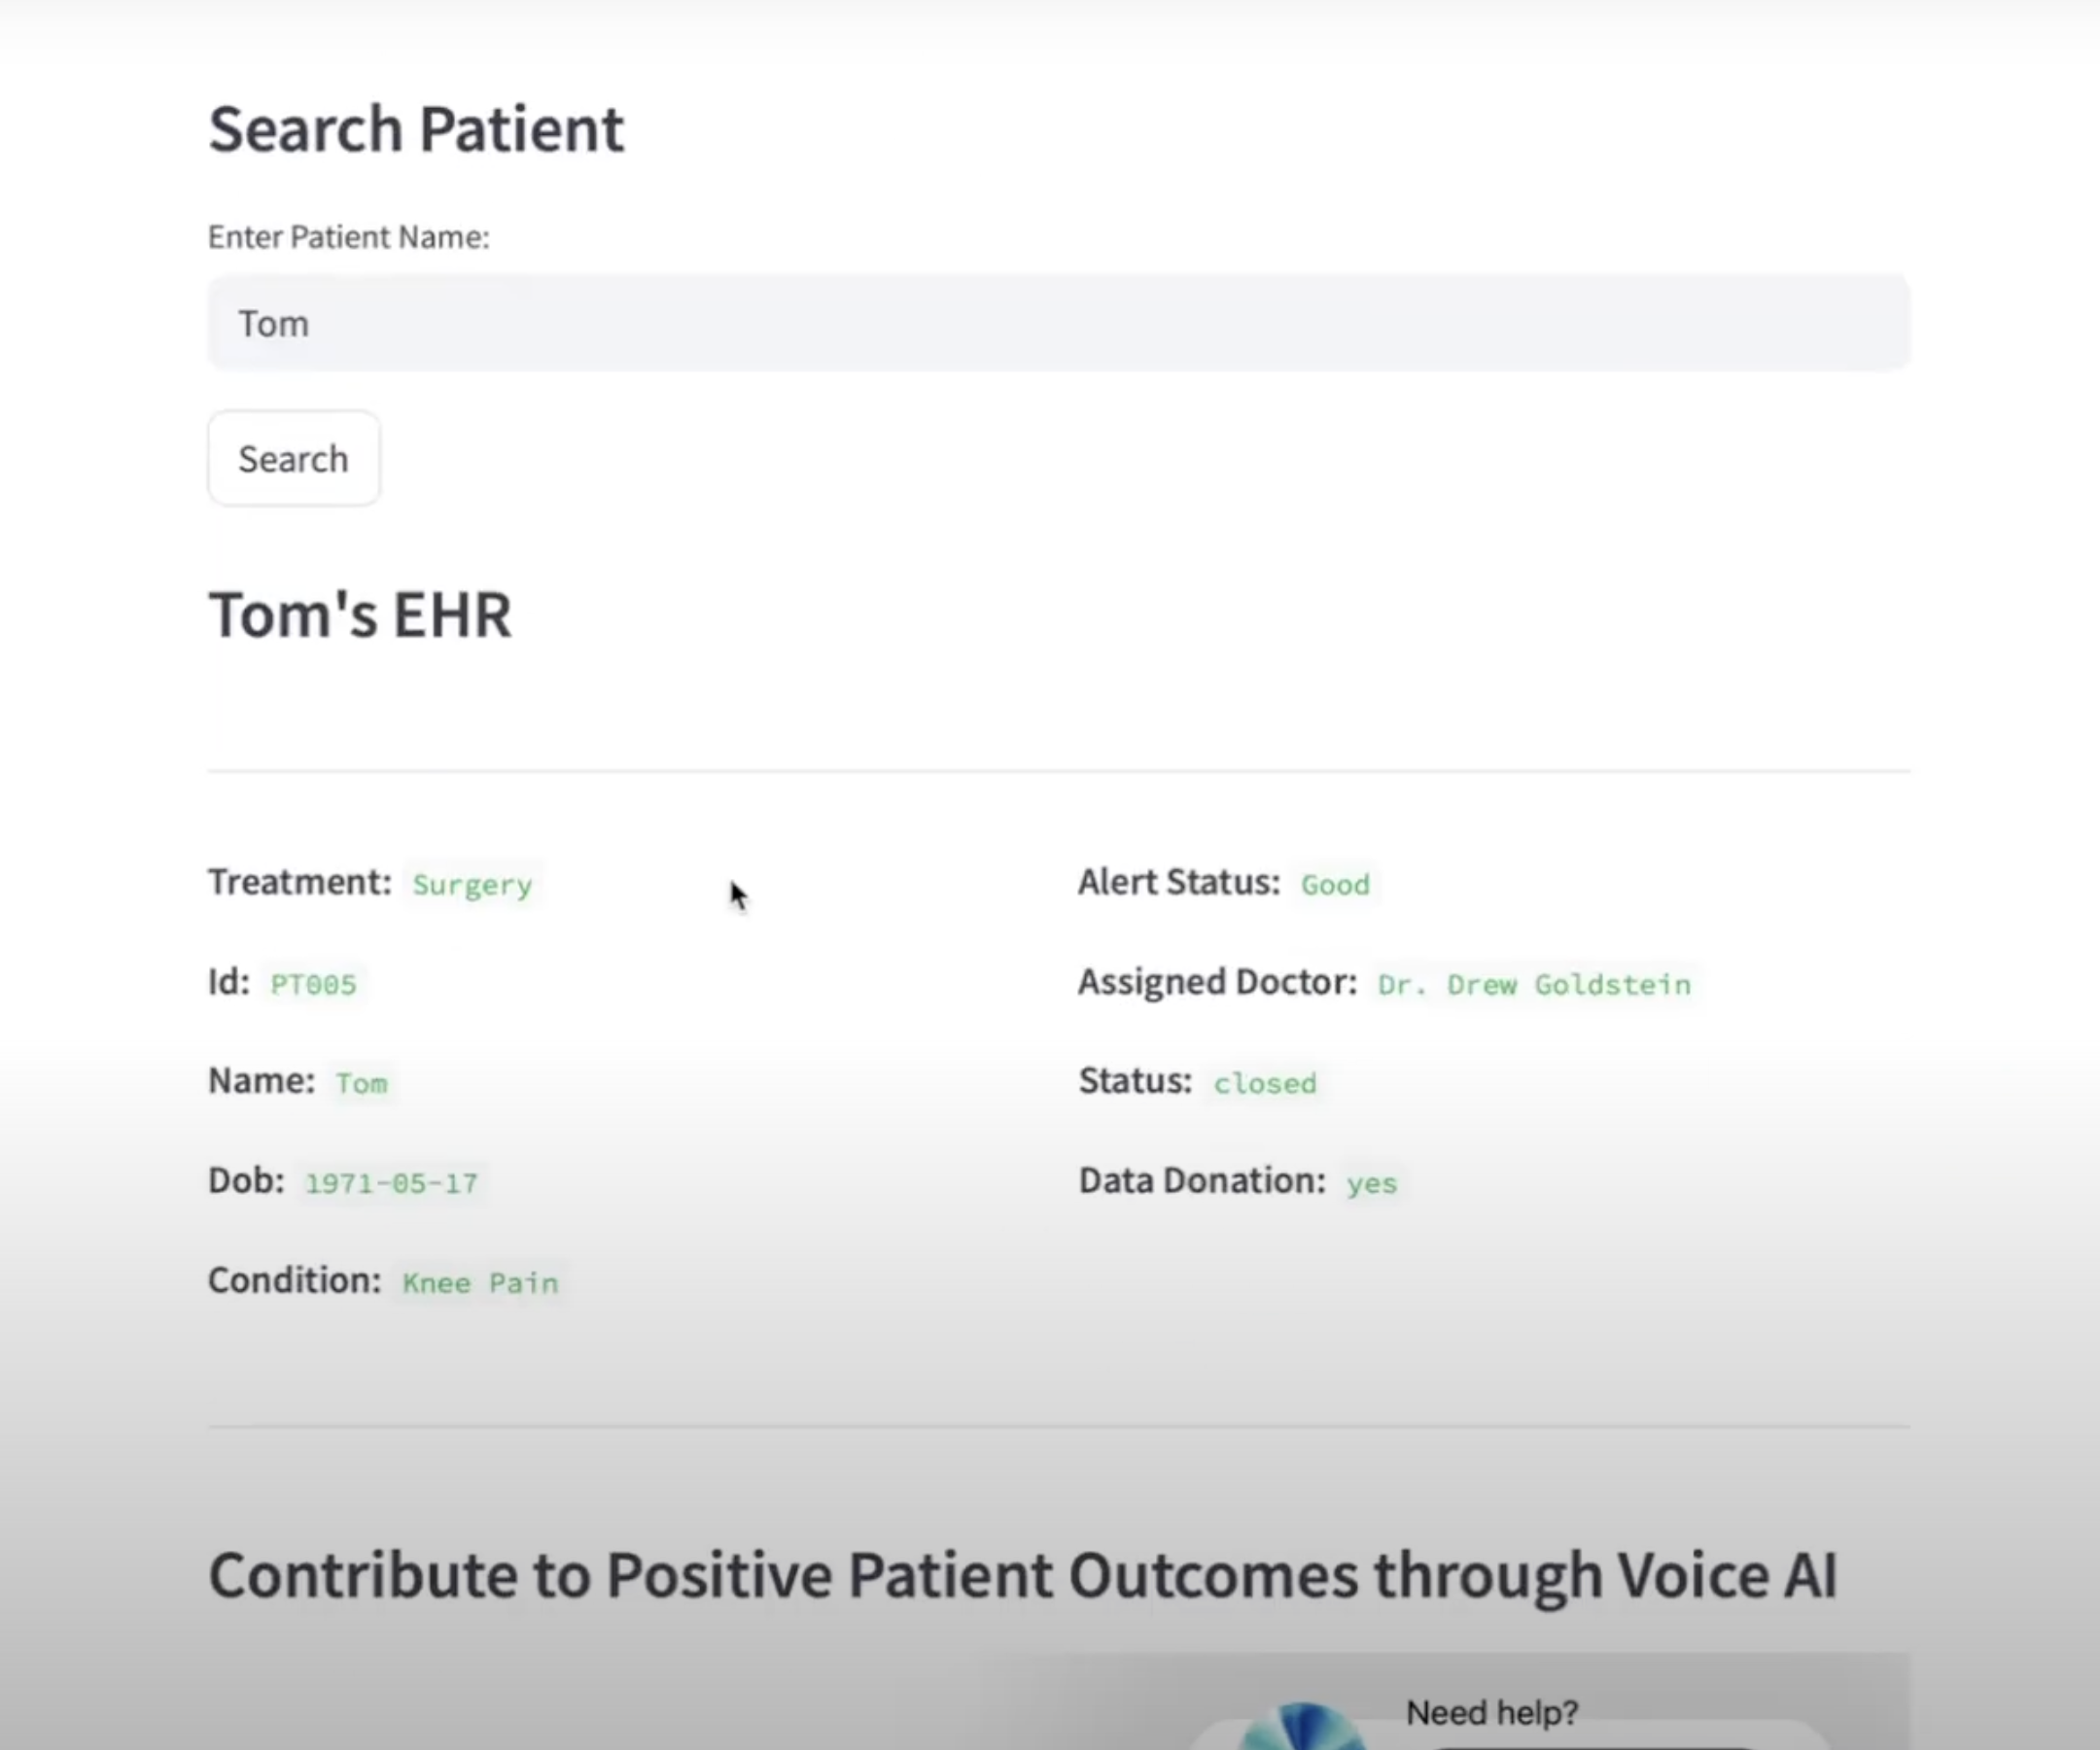 Search Patient
Enter Patient Name:
Tom
Search
Tom's EHR
Treatment: Surgery
Id: PT005
Name: Tom
Dob: 1971-05-17
Condition: Knee Pain
Alert Status: Good
Assigned Doctor: Dr. Drew Goldstein
Status: closed
Data Donation: yes
Contribute to Positive Patient Outcomes through Voice AI
Need help?